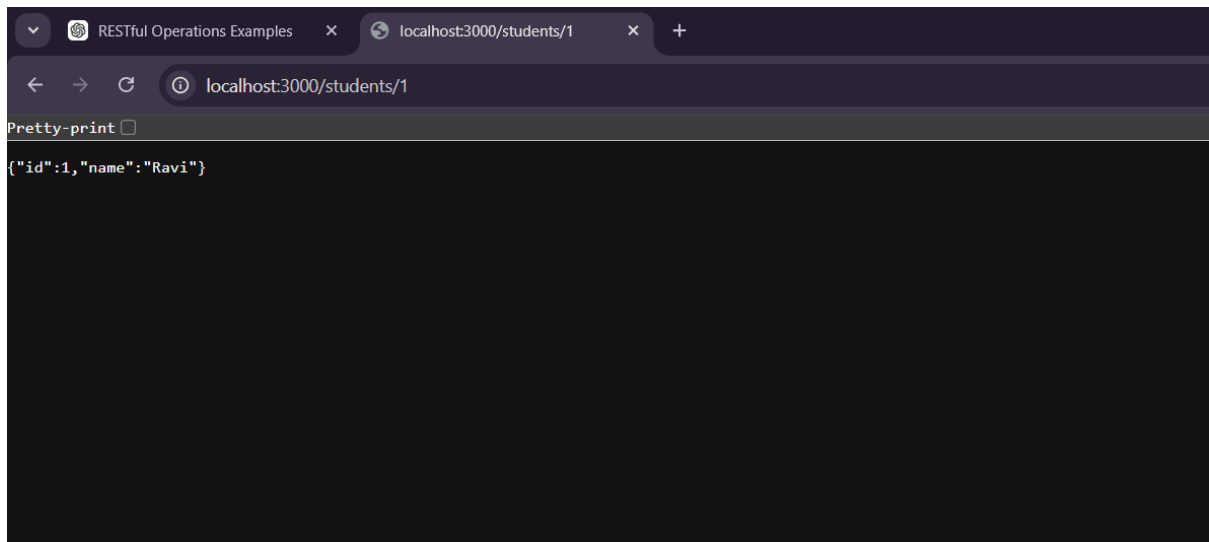 RESTful Operations Examples
localhost:3000/students/1
localhost:3000/students/1
Pretty-print
{"id":1,"name":"Ravi"}